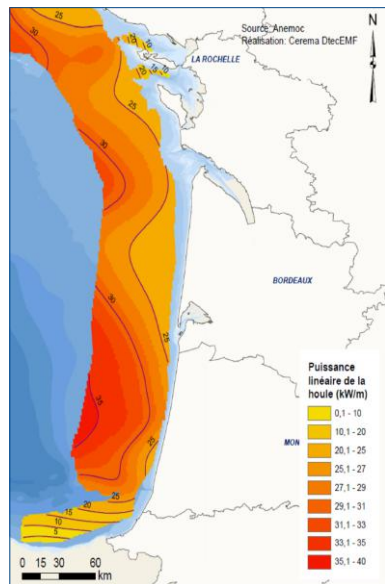 25
Source: Anemoc
Réalisation: Cerema DtecEMF
N
LA ROCHELLE
30
25
30
BORDEAUX
30
25
35
30
25
20
15
10
5
MON
Puissance
linéaire de la
houle (kW/m)
0,1 - 10
10,1 - 20
20,1 - 25
25,1 - 27
27,1 - 29
29,1 - 31
31,1 - 33
33,1 - 35
35,1 - 40
0 15 30 60
km